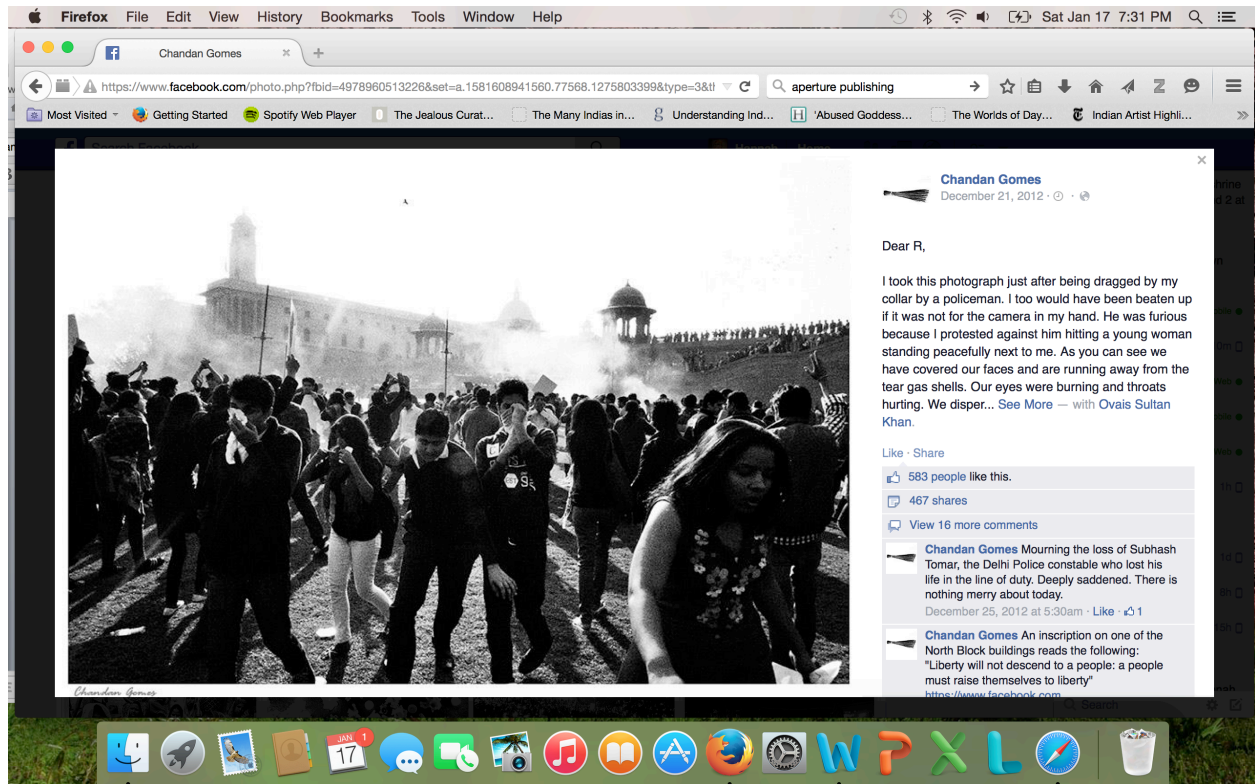 Firefox File Edit View History Bookmarks Tools Window Help
Sat Jan 17 7:31 PM
Chandan Gomes
https://www.facebook.com/photo.php?fbid=4978960513226&set=a.1581608941560.77568.1275803399&type=3&th
aperture publishing
Most Visited Getting Started Spotify Web Player The Jealous Curat... The Many Indias in... Understanding Ind... 'Abused Goddess... The Worlds of Day... Indian Artist Highli...
Search Facebook
Home
Chandan Gomes
December 21, 2012
Dear R,
I took this photograph just after being dragged by my
collar by a policeman. I too would have been beaten up
if it was not for the camera in my hand. He was furious
because I protested against him hitting a young woman
standing peacefully next to me. As you can see we
have covered our faces and are running away from the
tear gas shells. Our eyes were burning and throats
hurting. We disper... See More — with Ovais Sultan
Khan.
Like · Share
583 people like this.
467 shares
View 16 more comments
Chandan Gomes Mourning the loss of Subhash
Tomar, the Delhi Police constable who lost his
life in the line of duty. Deeply saddened. There is
nothing merry about today.
December 25, 2012 at 5:30am · Like · 1
Chandan Gomes An inscription on one of the
North Block buildings reads the following:
"Liberty will not descend to a people: a people
must raise themselves to liberty"
https://www.facebook.com
Chandan Gomes
Search
JAN 1
17